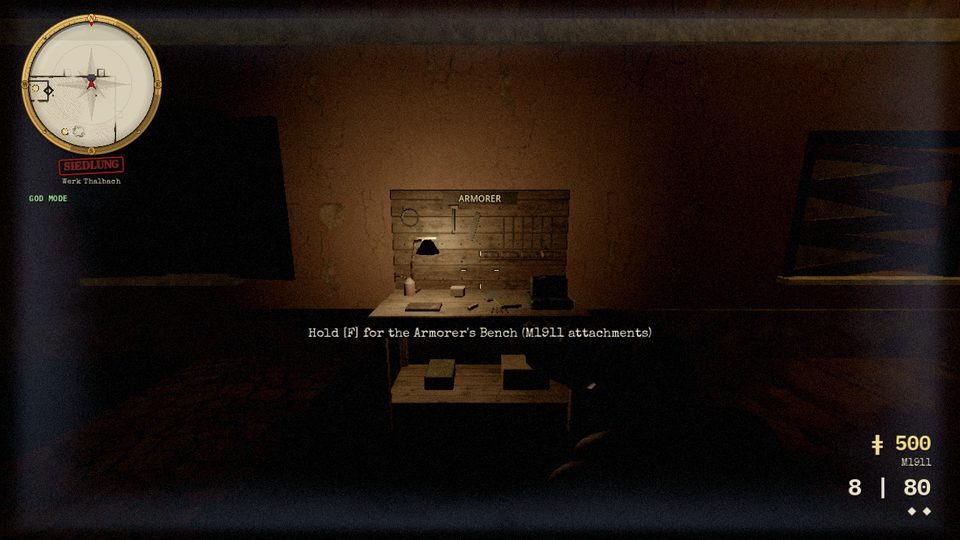 N
SIEDLUNG
Werk Thalbach
GOD MODE
ARMORER
Hold [F] for the Armorer's Bench (M1911 attachments)
500
M1911
8 | 80